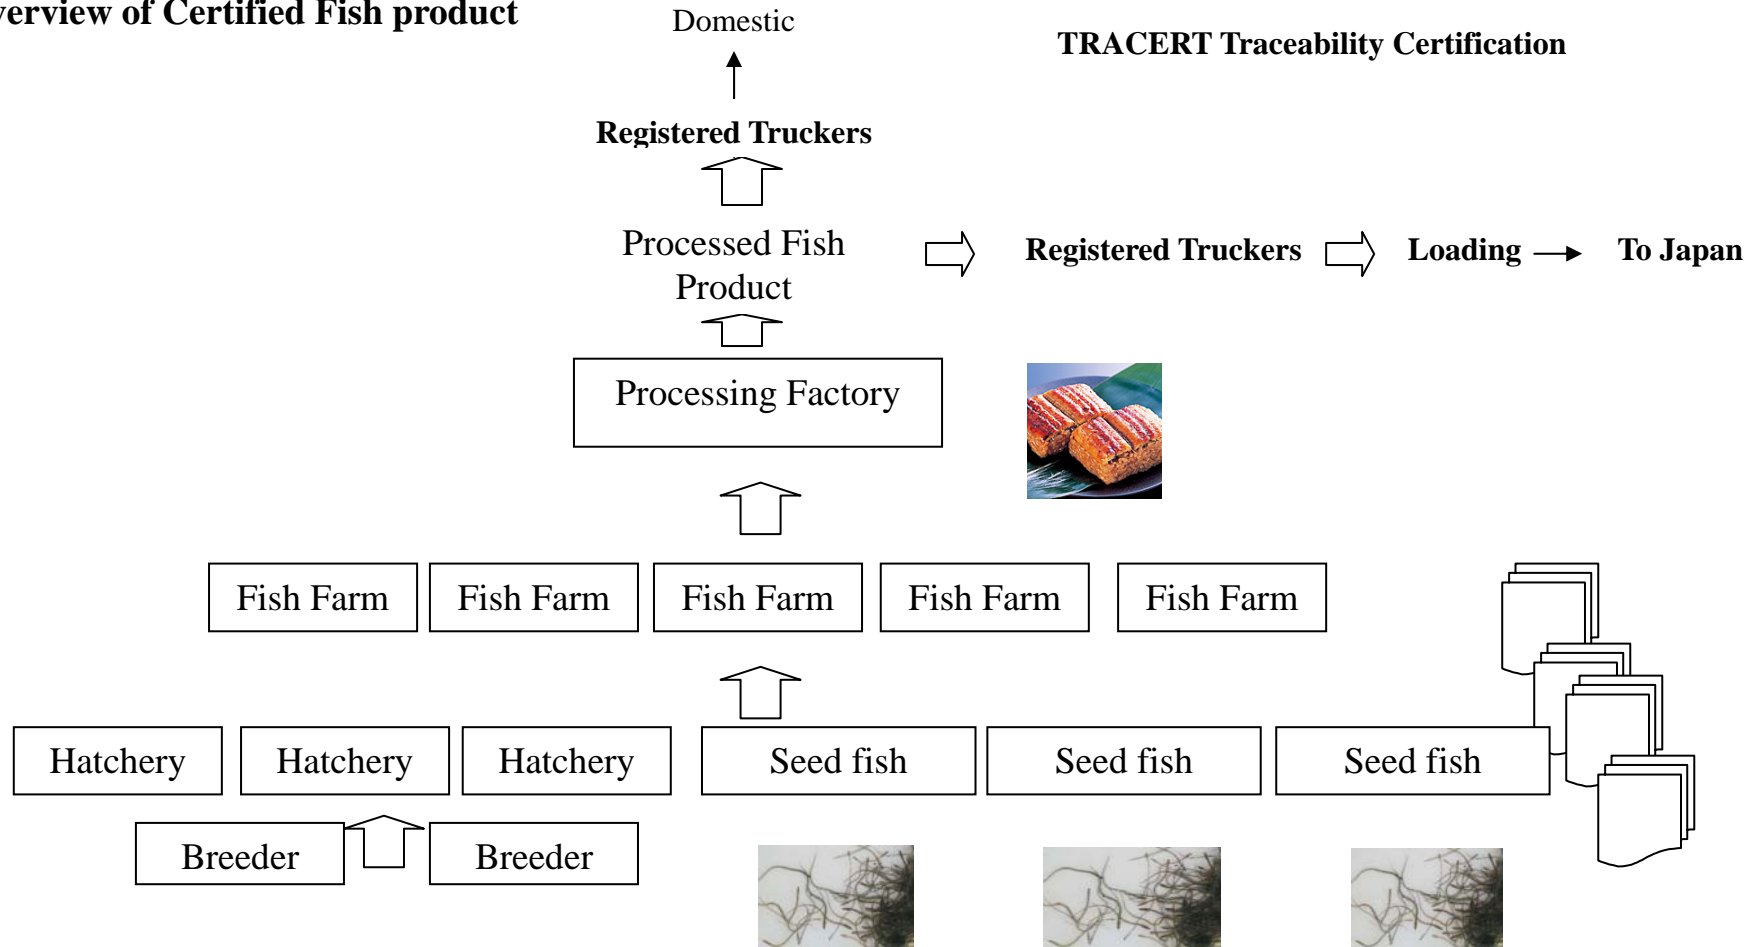 verview of Certified Fish product
Domestic
TRACERT Traceability Certification
Registered Truckers
Processed Fish
Product
Registered Truckers
Loading
To Japan
Processing Factory
Fish Farm
Fish Farm
Fish Farm
Fish Farm
Fish Farm
Hatchery
Hatchery
Hatchery
Seed fish
Seed fish
Seed fish
Breeder
Breeder